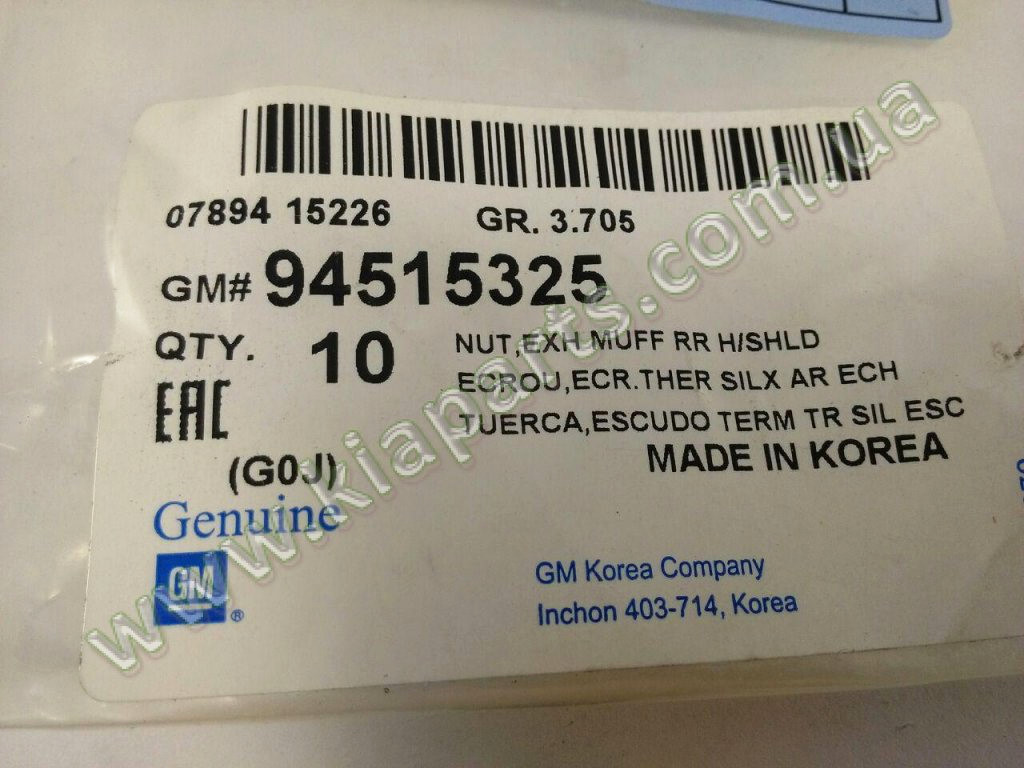 07894 15226 GR. 3.705
GM# 94515325
QTY. 10
NUT,EXH MUFF RR H/SHLD
ECROU,ECR.THER SILX AR ECH
TUERCA,ESCUDO TERM TR SIL ESC
EAC
MADE IN KOREA
(G0J)
Genuine
GM ®
GM Korea Company
Inchon 403-714, Korea
www.kiaparts.com.ua